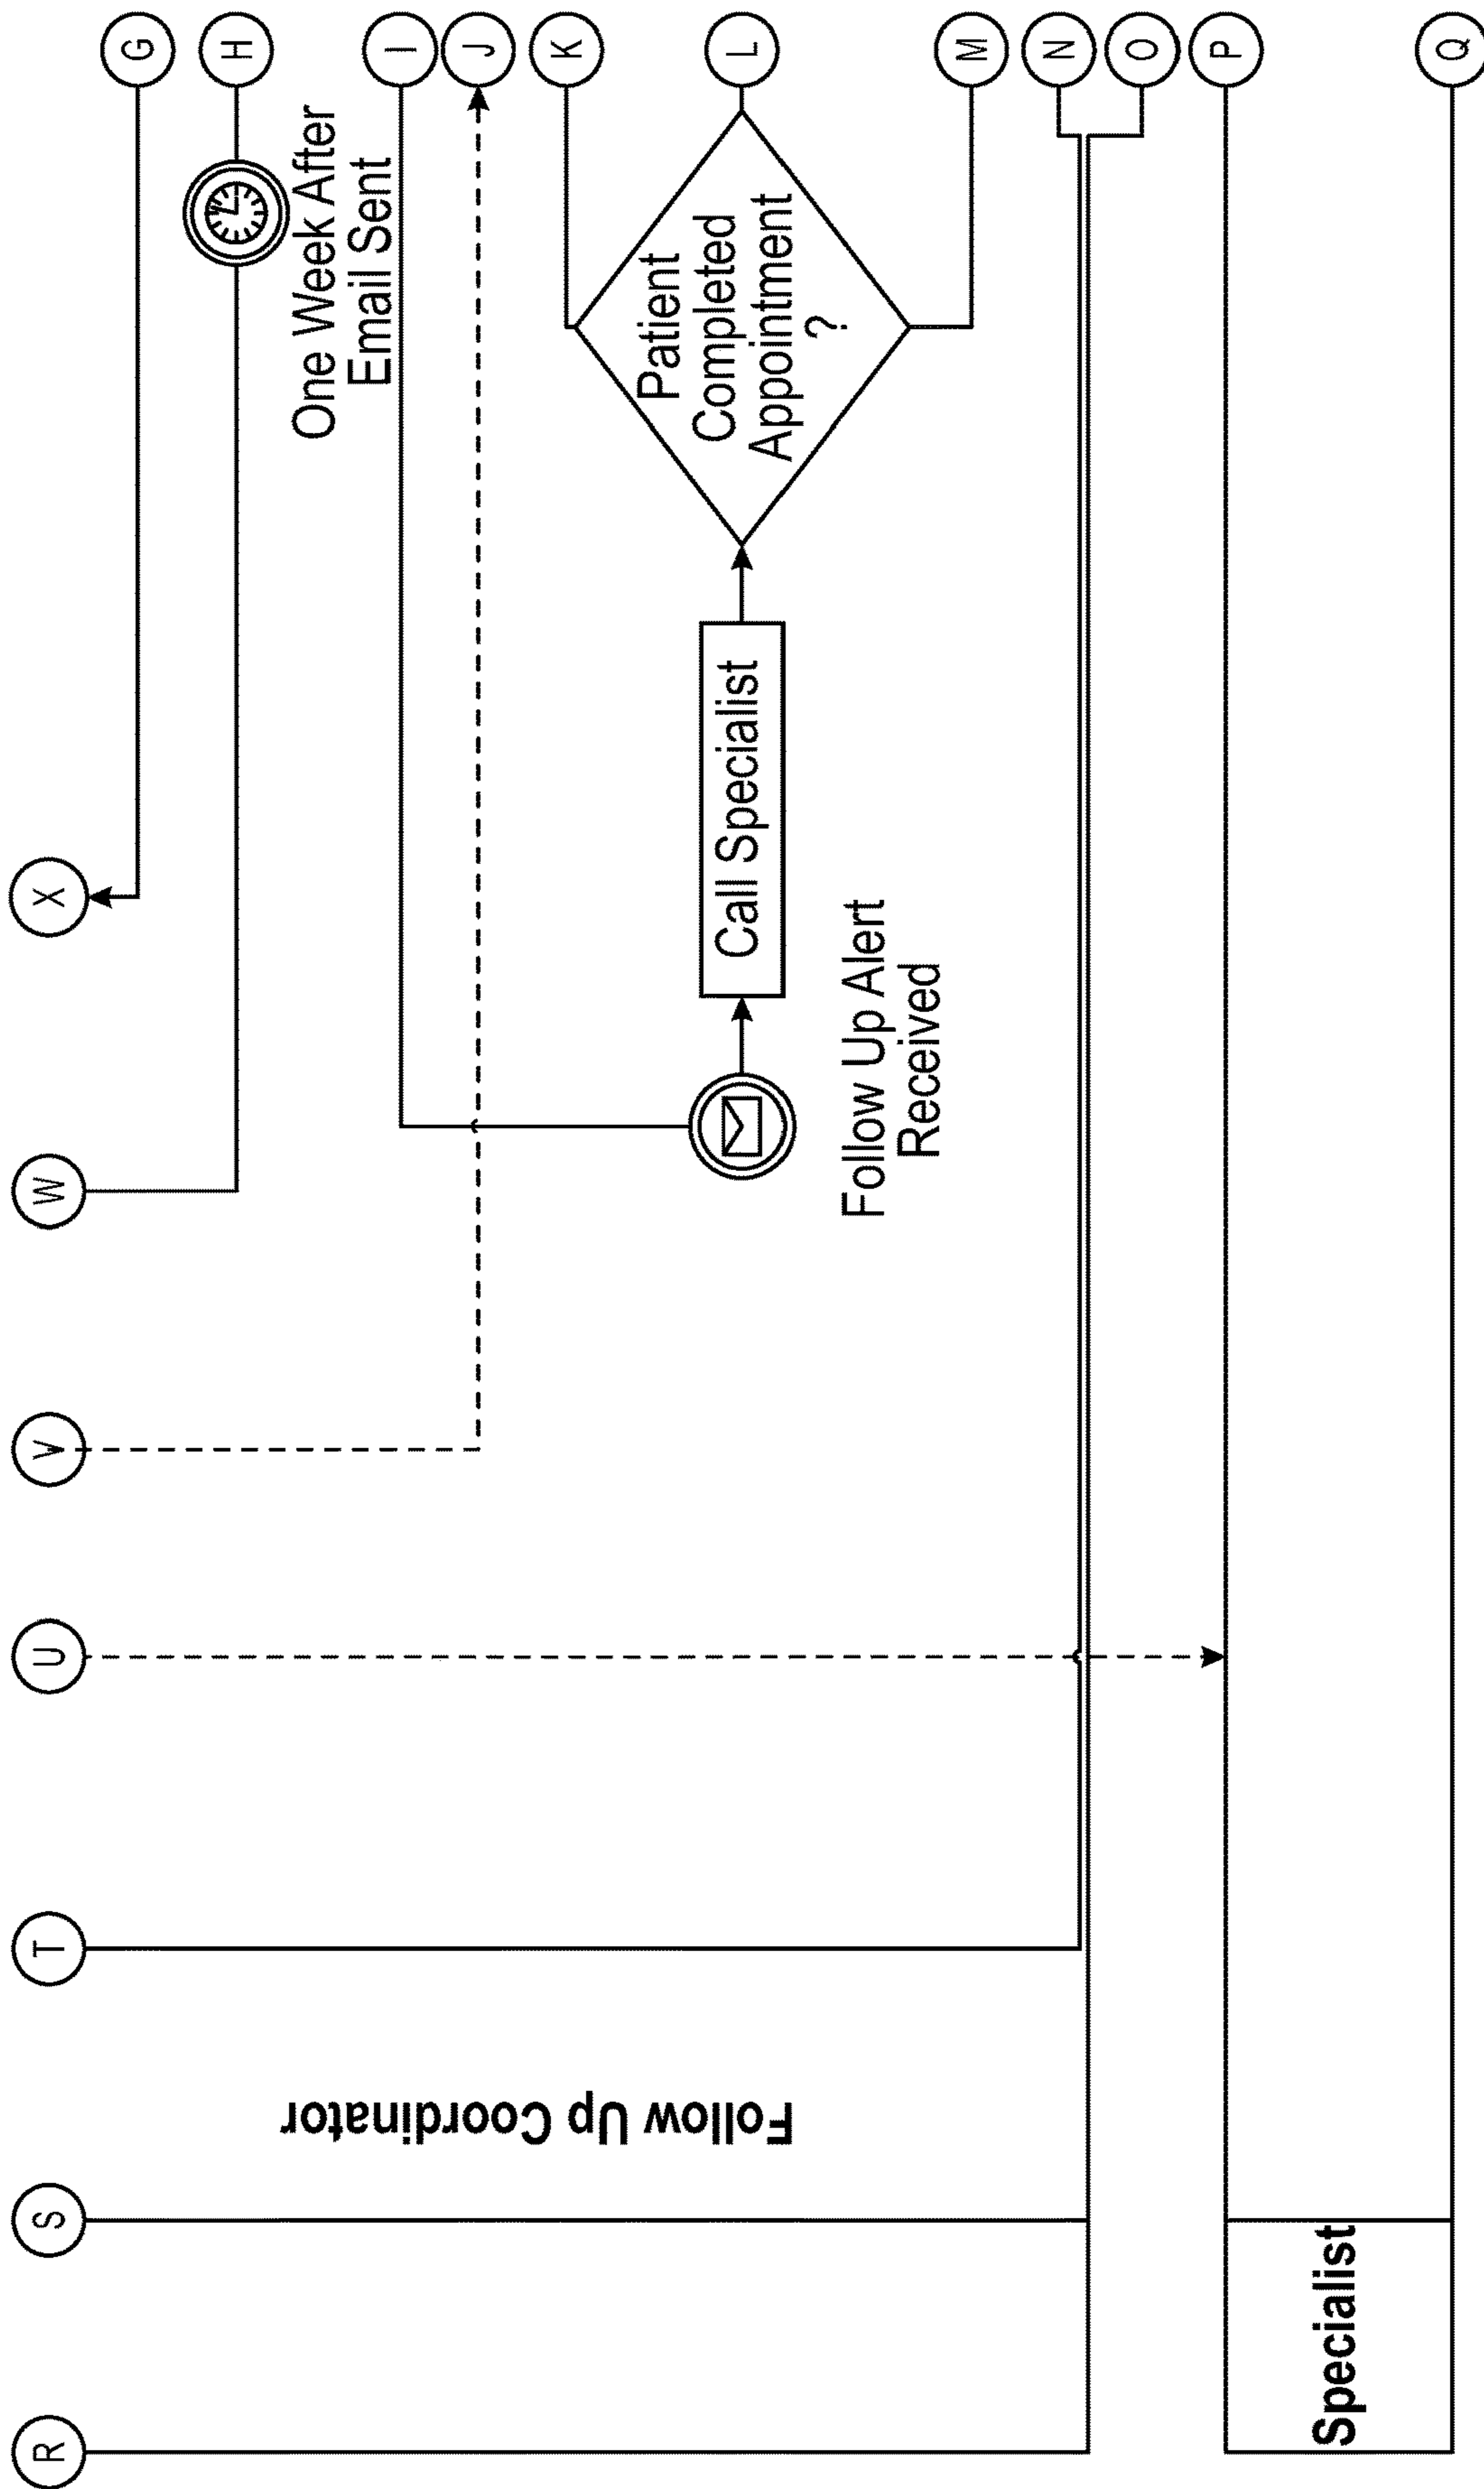 R
S
T
U
V
W
X
G
H
One Week After
Email Sent
I
J
K
Follow Up Coordinator
Call Specialist
Patient
Completed
Appointment
?
L
Follow Up Alert
Received
M
N
O
P
Specialist
Q